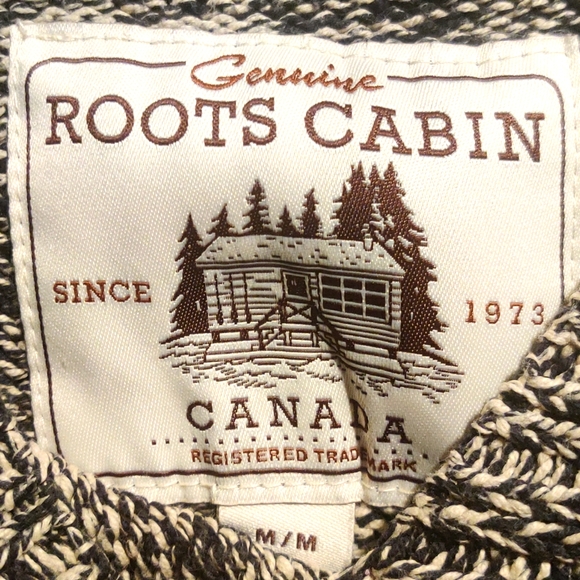 Genuine
ROOTS CABIN
SINCE 1973
CANADA
REGISTERED TRADEMARK
M/M